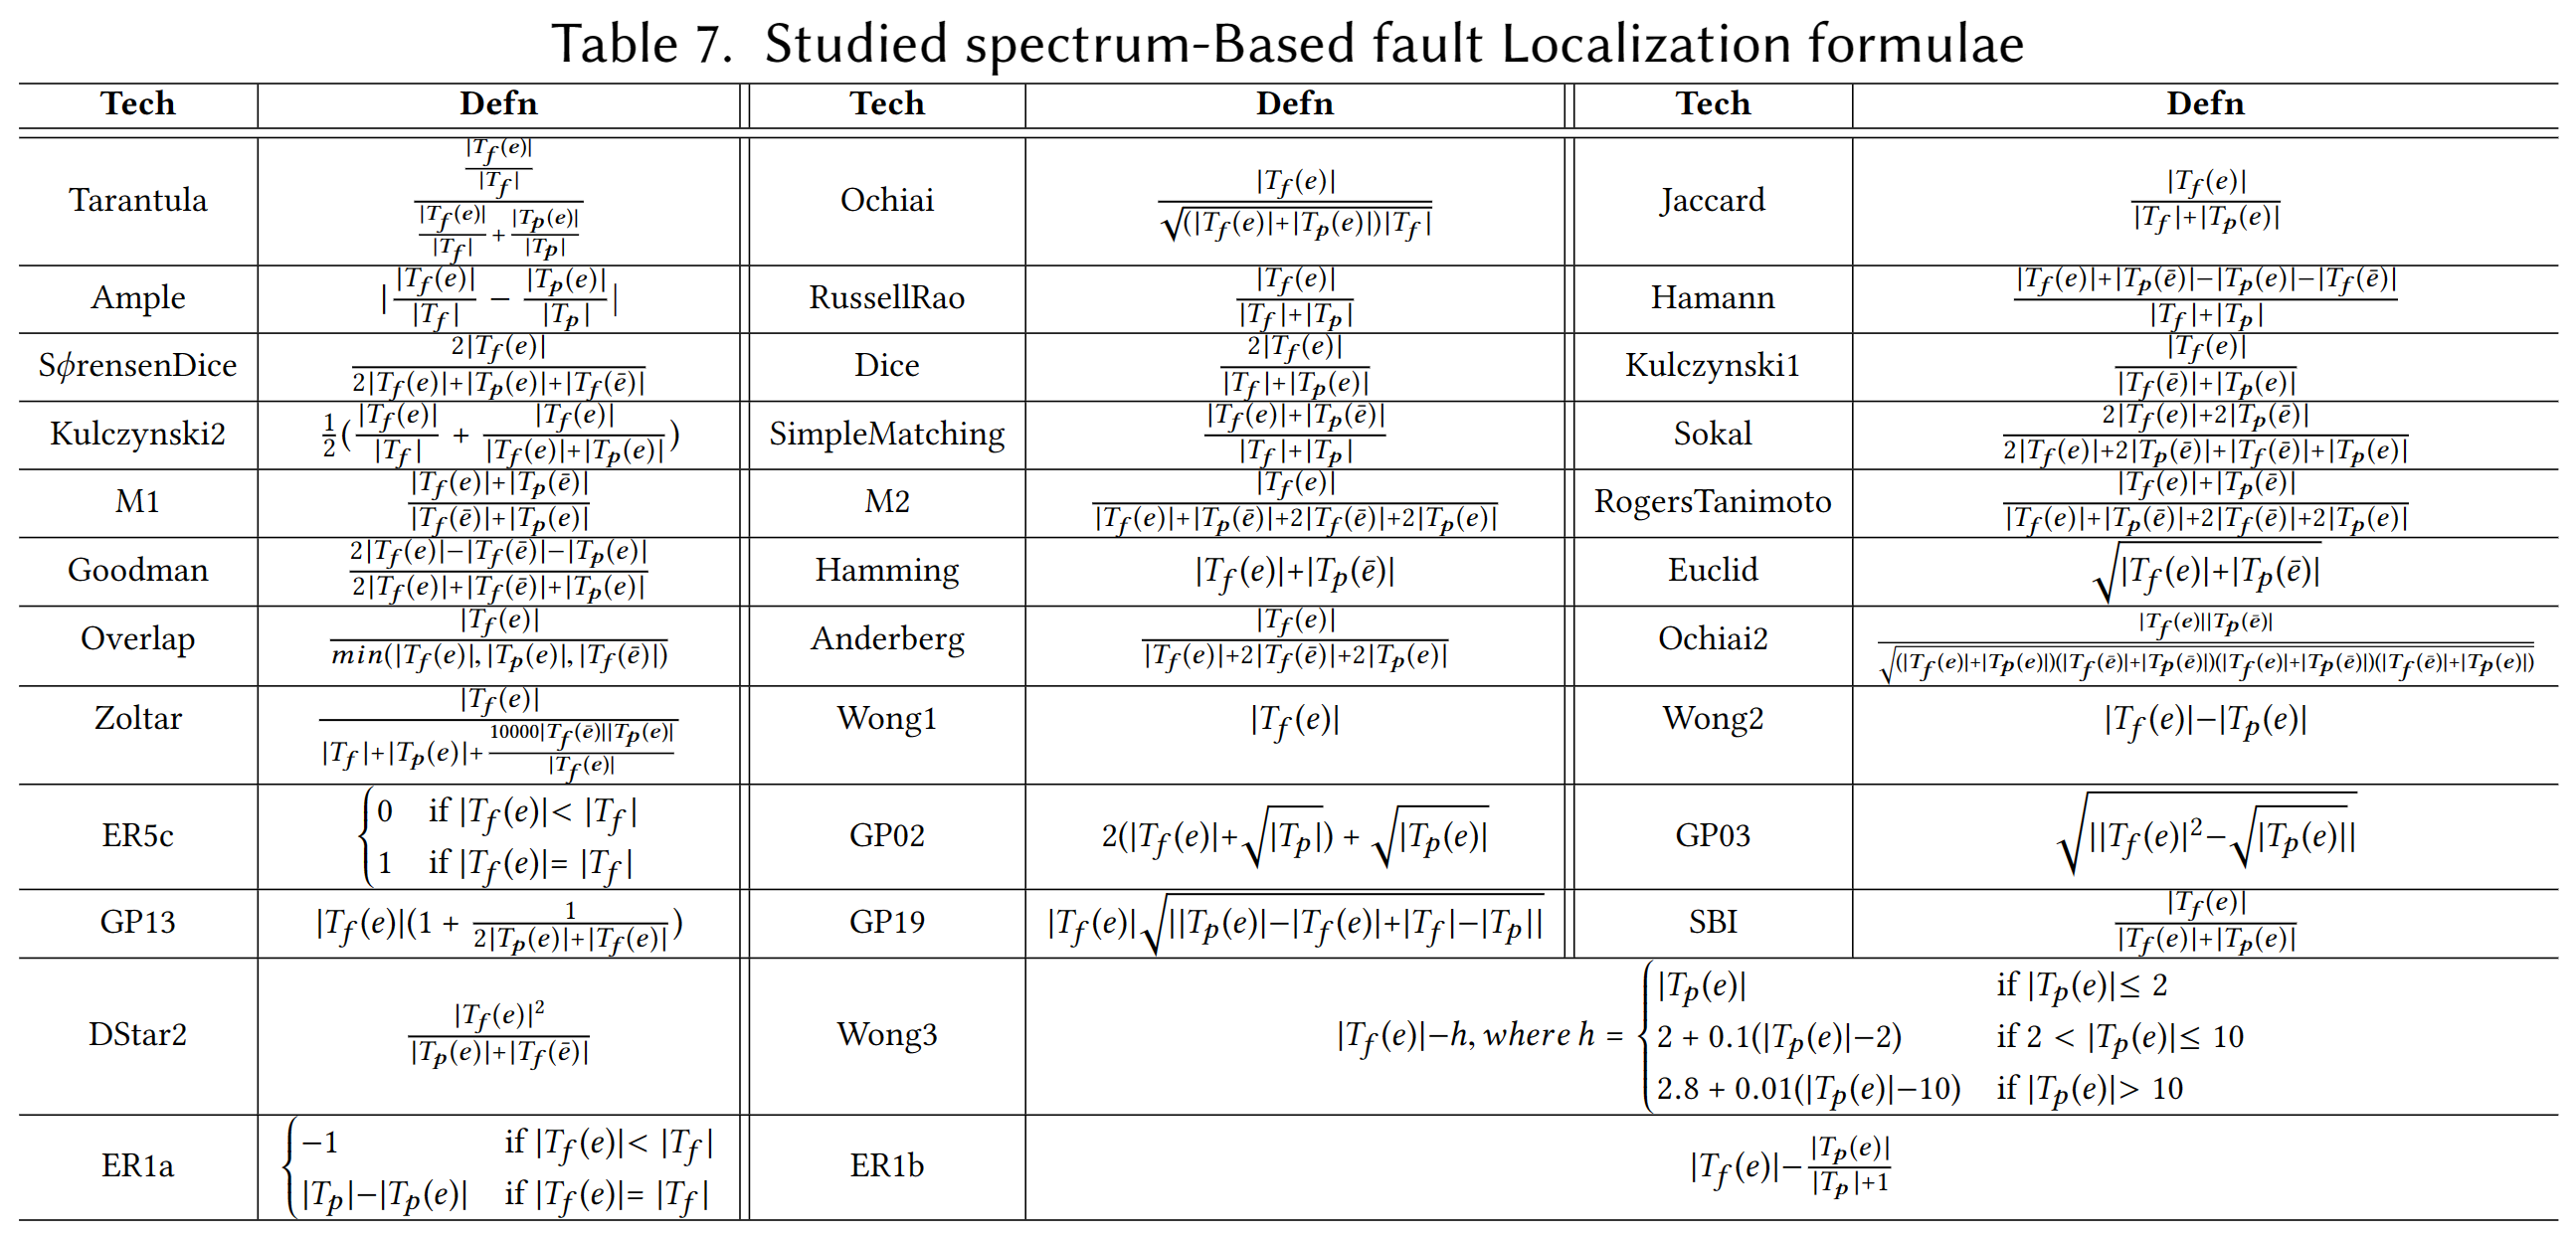 Table 7. Studied spectrum-Based fault Localization formulae
Tech | Defn | Tech | Defn | Tech | Defn
Tarantula | $\frac{\frac{|T_f(e)|}{|T_f|}}{\frac{|T_f(e)|}{|T_f|}+\frac{|T_p(e)|}{|T_p|}}$ | Ochiai | $\frac{|T_f(e)|}{\sqrt{(|T_f(e)|+|T_p(e)|)|T_f|}}$ | Jaccard | $\frac{|T_f(e)|}{|T_f|+|T_p(e)|}$
Ample | $|\frac{|T_f(e)|}{|T_f|} - \frac{|T_p(e)|}{|T_p|}|$ | RussellRao | $\frac{|T_f(e)|}{|T_f|+|T_p|}$ | Hamann | $\frac{|T_f(e)|+|T_p(\bar{e})|-|T_p(e)|-|T_f(\bar{e})|}{|T_f|+|T_p|}$
SϕrensenDice | $\frac{2|T_f(e)|}{2|T_f(e)|+|T_p(e)|+|T_f(\bar{e})|}$ | Dice | $\frac{2|T_f(e)|}{|T_f|+|T_p(e)|}$ | Kulczynski1 | $\frac{|T_f(e)|}{|T_f(\bar{e})|+|T_p(e)|}$
Kulczynski2 | $\frac{1}{2}(\frac{|T_f(e)|}{|T_f|} + \frac{|T_f(e)|}{|T_f(e)|+|T_p(e)|})$ | SimpleMatching | $\frac{|T_f(e)|+|T_p(\bar{e})|}{|T_f|+|T_p|}$ | Sokal | $\frac{2|T_f(e)|+2|T_p(\bar{e})|}{2|T_f(e)|+2|T_p(\bar{e})|+|T_f(\bar{e})|+|T_p(e)|}$
M1 | $\frac{|T_f(e)|+|T_p(\bar{e})|}{|T_f(\bar{e})|+|T_p(e)|}$ | M2 | $\frac{|T_f(e)|}{|T_f(e)|+|T_p(\bar{e})|+2|T_f(\bar{e})|+2|T_p(e)|}$ | RogersTanimoto | $\frac{|T_f(e)|+|T_p(\bar{e})|}{|T_f(e)|+|T_p(\bar{e})|+2|T_f(\bar{e})|+2|T_p(e)|}$
Goodman | $\frac{2|T_f(e)|-|T_f(\bar{e})|-|T_p(e)|}{2|T_f(e)|+|T_f(\bar{e})|+|T_p(e)|}$ | Hamming | $|T_f(e)|+|T_p(\bar{e})|$ | Euclid | $\sqrt{|T_f(e)|+|T_p(\bar{e})|}$
Overlap | $\frac{|T_f(e)|}{min(|T_f(e)|,|T_p(e)|,|T_f(\bar{e})|)}$ | Anderberg | $\frac{|T_f(e)|}{|T_f(e)|+2|T_f(\bar{e})|+2|T_p(e)|}$ | Ochiai2 | $\frac{|T_f(e)||T_p(\bar{e})|}{\sqrt{(|T_f(e)|+|T_p(e)|)(|T_f(\bar{e})|+|T_p(\bar{e})|)(|T_f(e)|+|T_p(\bar{e})|)(|T_f(\bar{e})|+|T_p(e)|)}}$
Zoltar | $\frac{|T_f(e)|}{|T_f|+|T_p(e)|+\frac{10000|T_f(\bar{e})||T_p(e)|}{|T_f(e)|}}$ | Wong1 | $|T_f(e)|$ | Wong2 | $|T_f(e)|-|T_p(e)|$
ER5c | $\begin{cases}0 & \text{if } |T_f(e)|<|T_f| \\ 1 & \text{if } |T_f(e)|=|T_f|\end{cases}$ | GP02 | $2(|T_f(e)|+\sqrt{|T_p|})+\sqrt{|T_p(e)|}$ | GP03 | $\sqrt{||T_f(e)|^2-\sqrt{|T_p(e)|}|}$
GP13 | $|T_f(e)|(1+\frac{1}{2|T_p(e)|+|T_f(e)|})$ | GP19 | $|T_f(e)|\sqrt{||T_p(e)|-|T_f(e)|+|T_f|-|T_p||}$ | SBI | $\frac{|T_f(e)|}{|T_f(e)|+|T_p(e)|}$
DStar2 | $\frac{|T_f(e)|^2}{|T_p(e)|+|T_f(\bar{e})|}$ | Wong3 | $|T_f(e)|-h, where\, h = \begin{cases}|T_p(e)| & \text{if } |T_p(e)|\leq 2 \\ 2+0.1(|T_p(e)|-2) & \text{if } 2<|T_p(e)|\leq 10 \\ 2.8+0.01(|T_p(e)|-10) & \text{if } |T_p(e)|>10\end{cases}$
ER1a | $\begin{cases}-1 & \text{if } |T_f(e)|<|T_f| \\ |T_p|-|T_p(e)| & \text{if } |T_f(e)|=|T_f|\end{cases}$ | ER1b | $|T_f(e)|-\frac{|T_p(e)|}{|T_p|+1}$